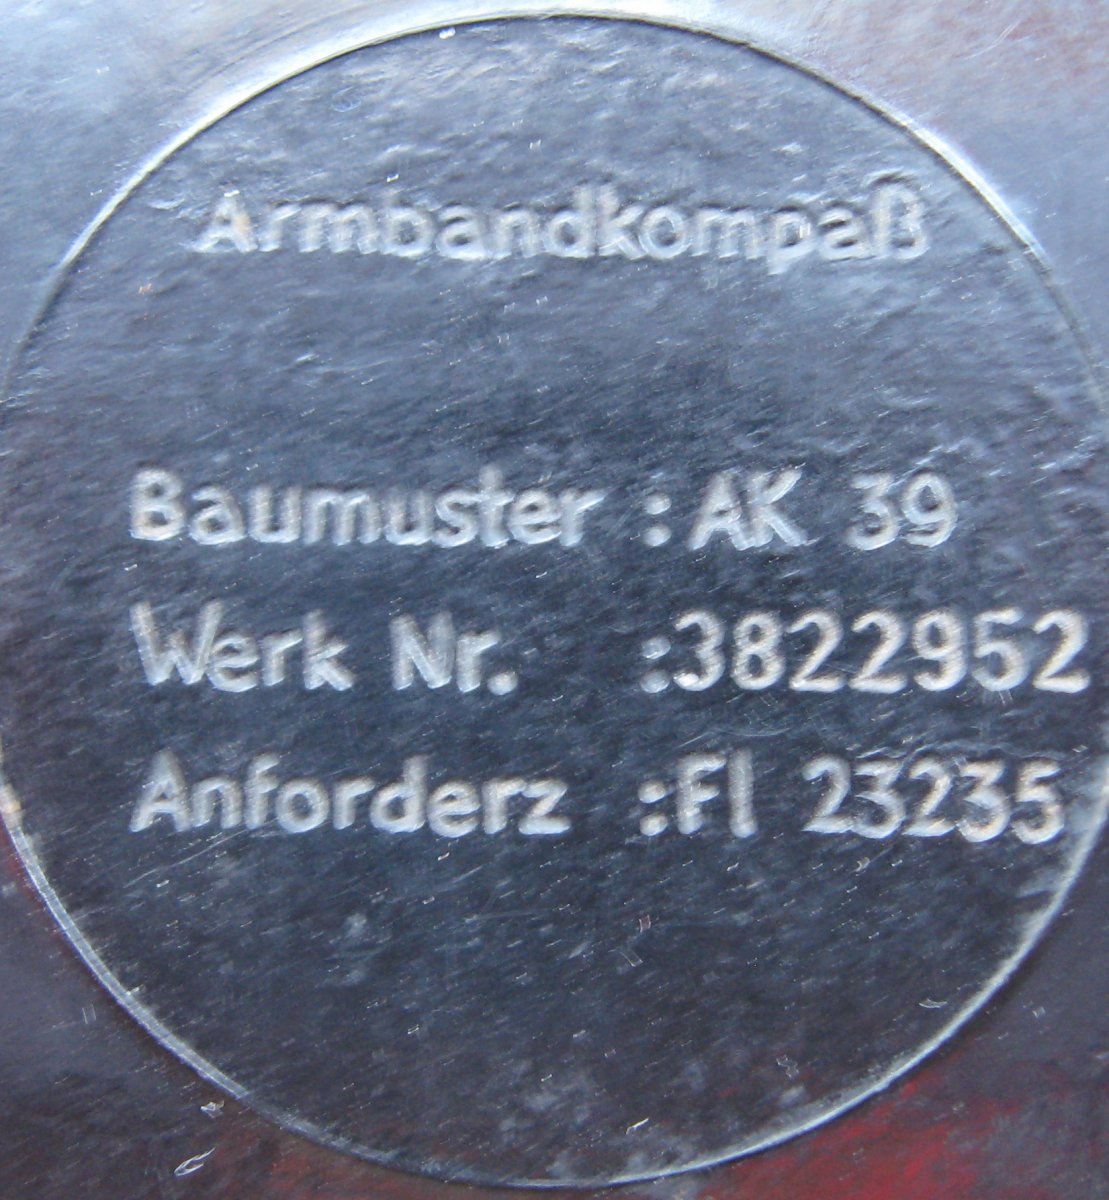 Armbandkompaß
Baumuster : AK 39
Werk Nr. :3822952
Anforderz :Fl 23235